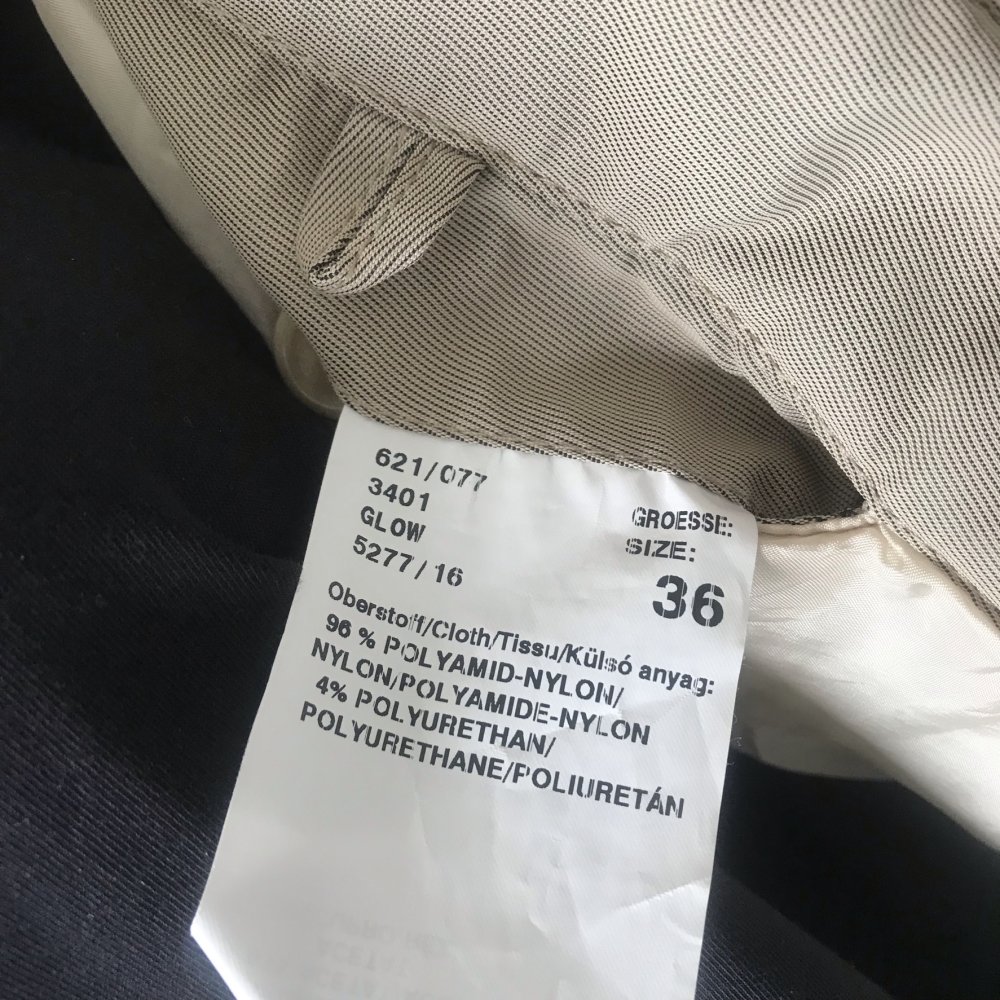 621/077
3401
GLOW
5277/16
GROESSE:
SIZE:
36
Oberstoff/Cloth/Tissu/Külső anyag:
96 % POLYAMID-NYLON/
NYLON/POLYAMIDE-NYLON
4% POLYURETHAN/
POLYURETHANE/POLIURETÁN